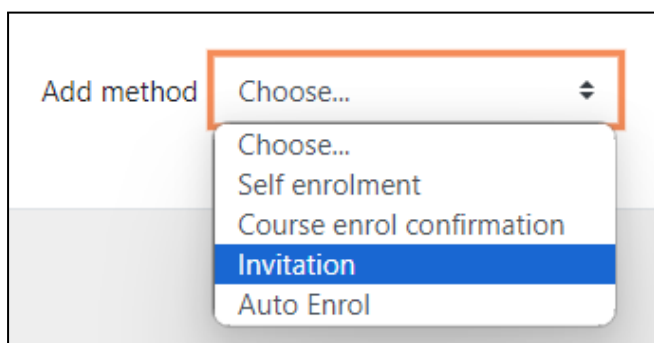 Add method Choose...
Choose...
Self enrolment
Course enrol confirmation
Invitation
Auto Enrol